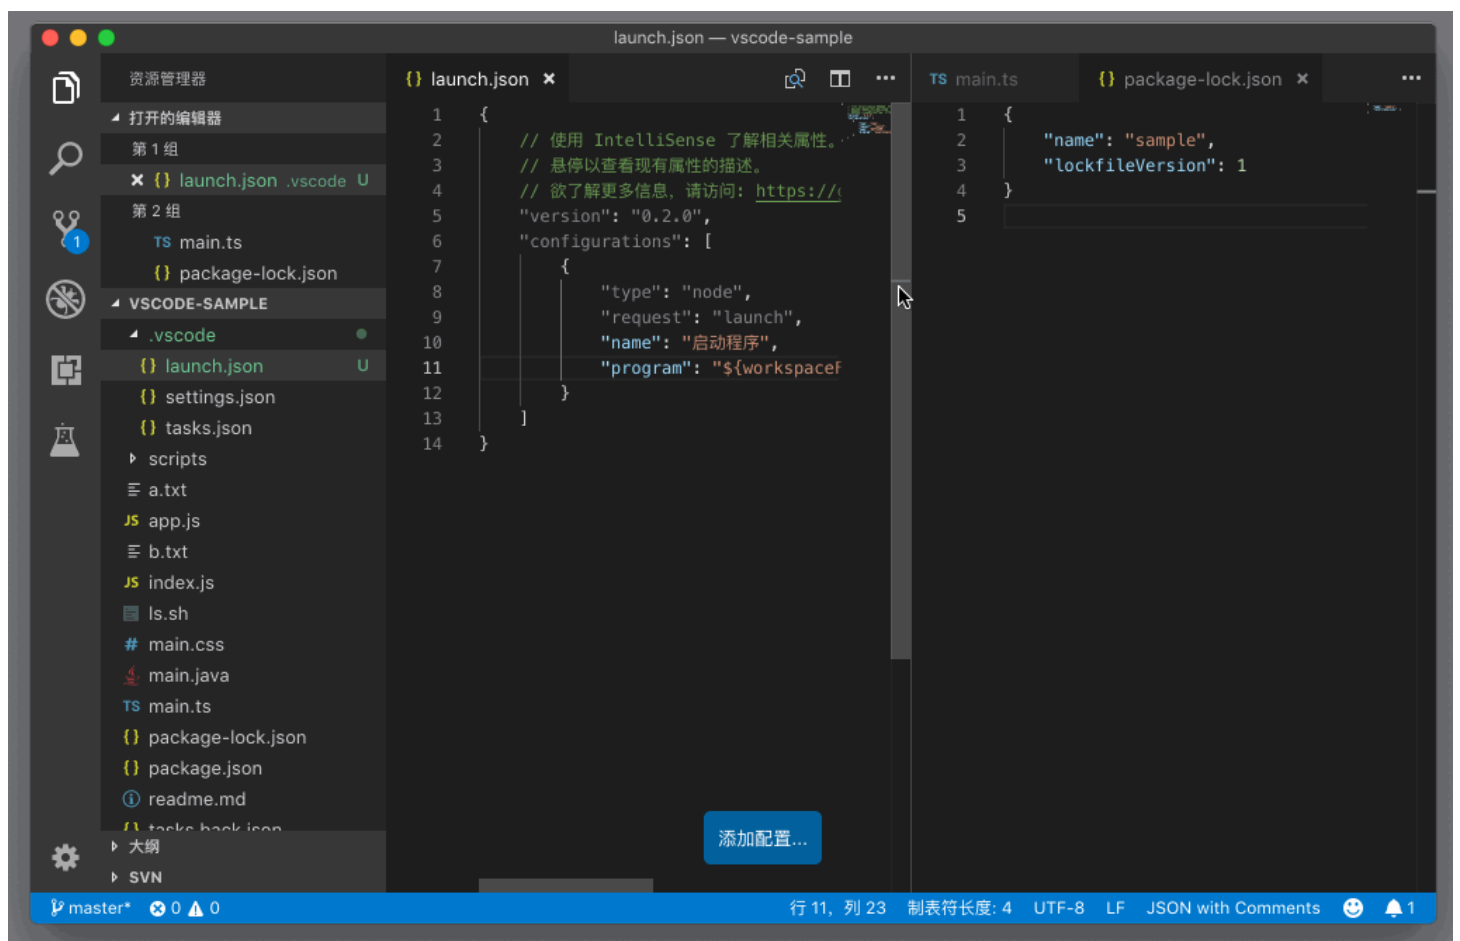 launch.json — vscode-sample
资源管理器
打开的编辑器
第 1 组
launch.json .vscode U
第 2 组
TS main.ts
{} package-lock.json
VSCODE-SAMPLE
.vscode
{} launch.json U
{} settings.json
{} tasks.json
scripts
a.txt
JS app.js
b.txt
JS index.js
ls.sh
# main.css
main.java
TS main.ts
{} package-lock.json
{} package.json
readme.md
{} tasks.back.json
大纲
SVN
1
{} launch.json
1 {
2 // 使用 IntelliSense 了解相关属性。
3 // 悬停以查看现有属性的描述。
4 // 欲了解更多信息，请访问: https://
5 "version": "0.2.0",
6 "configurations": [
7 {
8 "type": "node",
9 "request": "launch",
10 "name": "启动程序",
11 "program": "${workspaceF
12 }
13 ]
14 }
添加配置...
TS main.ts {} package-lock.json
1 {
2 "name": "sample",
3 "lockfileVersion": 1
4 }
5
master* 0 0 行 11，列 23 制表符长度: 4 UTF-8 LF JSON with Comments 1